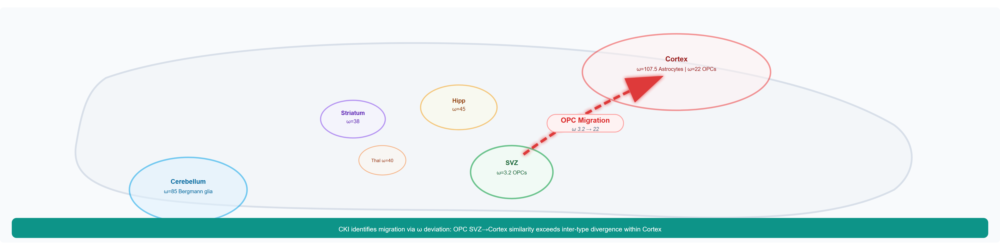 Cortex
ω=107.5 Astrocytes | ω=22 OPCs
Hipp
ω=45
Striatum
ω=38
OPC Migration
ω 3.2 → 22
Thal ω=40
SVZ
ω=3.2 OPCs
Cerebellum
ω=85 Bergmann glia
CKI identifies migration via ω deviation: OPC SVZ→Cortex similarity exceeds inter-type divergence within Cortex